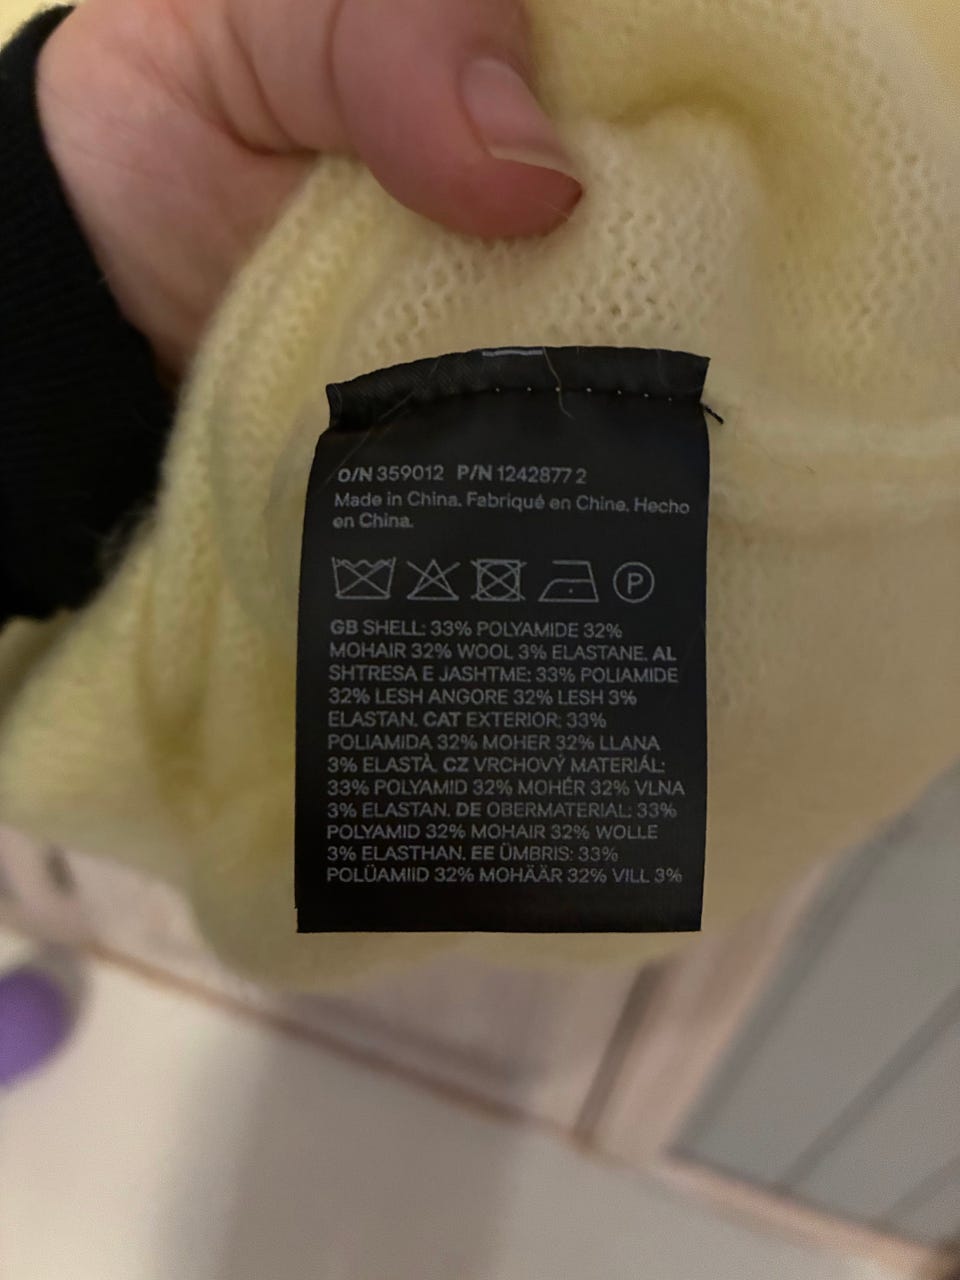 O/N 359012 P/N 1242877 2
Made in China. Fabriqué en Chine. Hecho
en China.
P
GB SHELL: 33% POLYAMIDE 32%
MOHAIR 32% WOOL 3% ELASTANE. AL
SHTRESA E JASHTME: 33% POLIAMIDE
32% LESH ANGORE 32% LESH 3%
ELASTAN. CAT EXTERIOR: 33%
POLIAMIDA 32% MOHER 32% LLANA
3% ELASTÀ. CZ VRCHOVÝ MATERIÁL:
33% POLYAMID 32% MOHÉR 32% VLNA
3% ELASTAN. DE OBERMATERIAL: 33%
POLYAMID 32% MOHAIR 32% WOLLE
3% ELASTHAN. EE ÜMBRIS: 33%
POLÜAMIID 32% MOHÄÄR 32% VILL 3%